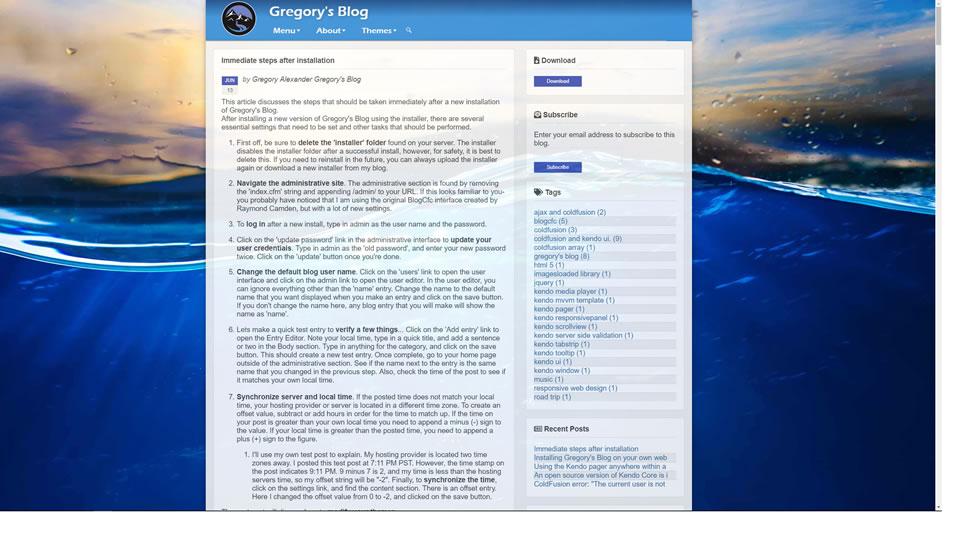 Gregory's Blog
Menu About Themes
Immediate steps after installation
JUN
13
by Gregory Alexander Gregory's Blog
This article discusses the steps that should be taken immediately after a new installation
of Gregory's Blog.
After installing a new version of Gregory's Blog using the installer, there are several
essential settings that need to be set and other tasks that should be performed.
1. First off, be sure to delete the 'installer' folder found on your server. The installer
disables the installer folder after a successful install, however, for safety, it is best to
delete this. If you need to reinstall in the future, you can always upload the installer
again or download a new installer from my blog.
2. Navigate the administrative site. The administrative section is found by removing
the 'index.cfm' string and appending /admin/ to your URL. If this looks familiar to you-
you probably have noticed that I am using the original BlogCfc interface created by
Raymond Camden, but with a lot of new settings.
3. To log in after a new install, type in admin as the user name and the password.
4. Click on the 'update password' link in the administrative interface to update your
user credentials. Type in admin as the 'old password', and enter your new password
twice. Click on the 'update' button once you're done.
5. Change the default blog user name. Click on the 'users' link to open the user
interface and click on the admin link to open the user editor. In the user editor, you
can ignore everything other than the 'name' entry. Change the name to the default
name that you want displayed when you make an entry and click on the save button.
If you don't change the name here, any blog entry that you will make will show the
name as 'name'.
6. Lets make a quick test entry to verify a few things... Click on the 'Add entry' link to
open the Entry Editor. Note your local time, type in a quick title, and add a sentence
or two in the Body section. Type in anything for the category, and click on the save
button. This should create a new test entry. Once complete, go to your home page
outside of the administrative section. See if the name next to the entry is the same
name that you changed in the previous step. Also, check the time of the post to see if
it matches your own local time.
7. Synchronize server and local time. If the posted time does not match your local
time, your hosting provider or server is located in a different time zone. To create an
offset value, subtract or add hours in order for the time to match up. If the time on
your post is greater than your own local time you need to append a minus (-) sign to
the value. If your local time is greater than the posted time, you need to append a
plus (+) sign to the figure.
1. I'll use my own test post to explain. My hosting provider is located two time
zones away. I posted this test post at 7:11 PM PST. However, the time stamp on
the post indicates 9:11 PM. 9 minus 7 is 2, and my time is less than the hosting
servers time, so my offset string will be "-2". Finally, to synchronize the time,
click on the settings link, and find the content section. There is an offset entry.
Here I changed the offset value from 0 to -2, and clicked on the save button.
Download
Download
Subscribe
Enter your email address to subscribe to this
blog.
Subscribe
Tags
ajax and coldfusion (2)
blogcfc (5)
coldfusion (3)
coldfusion and kendo ui. (9)
coldfusion array (1)
gregory's blog (8)
html 5 (1)
imagesloaded library (1)
jquery (1)
kendo media player (1)
kendo mvvm template (1)
kendo pager (1)
kendo responsivepanel (1)
kendo scrollview (1)
kendo server side validation (1)
kendo tabstrip (1)
kendo tooltip (1)
kendo ui (1)
kendo window (1)
music (1)
responsive web design (1)
road trip (1)
Recent Posts
Immediate steps after installation
Installing Gregory's Blog on your own web
Using the Kendo pager anywhere within a
An open source version of Kendo Core is i
ColdFusion error: "The current user is not